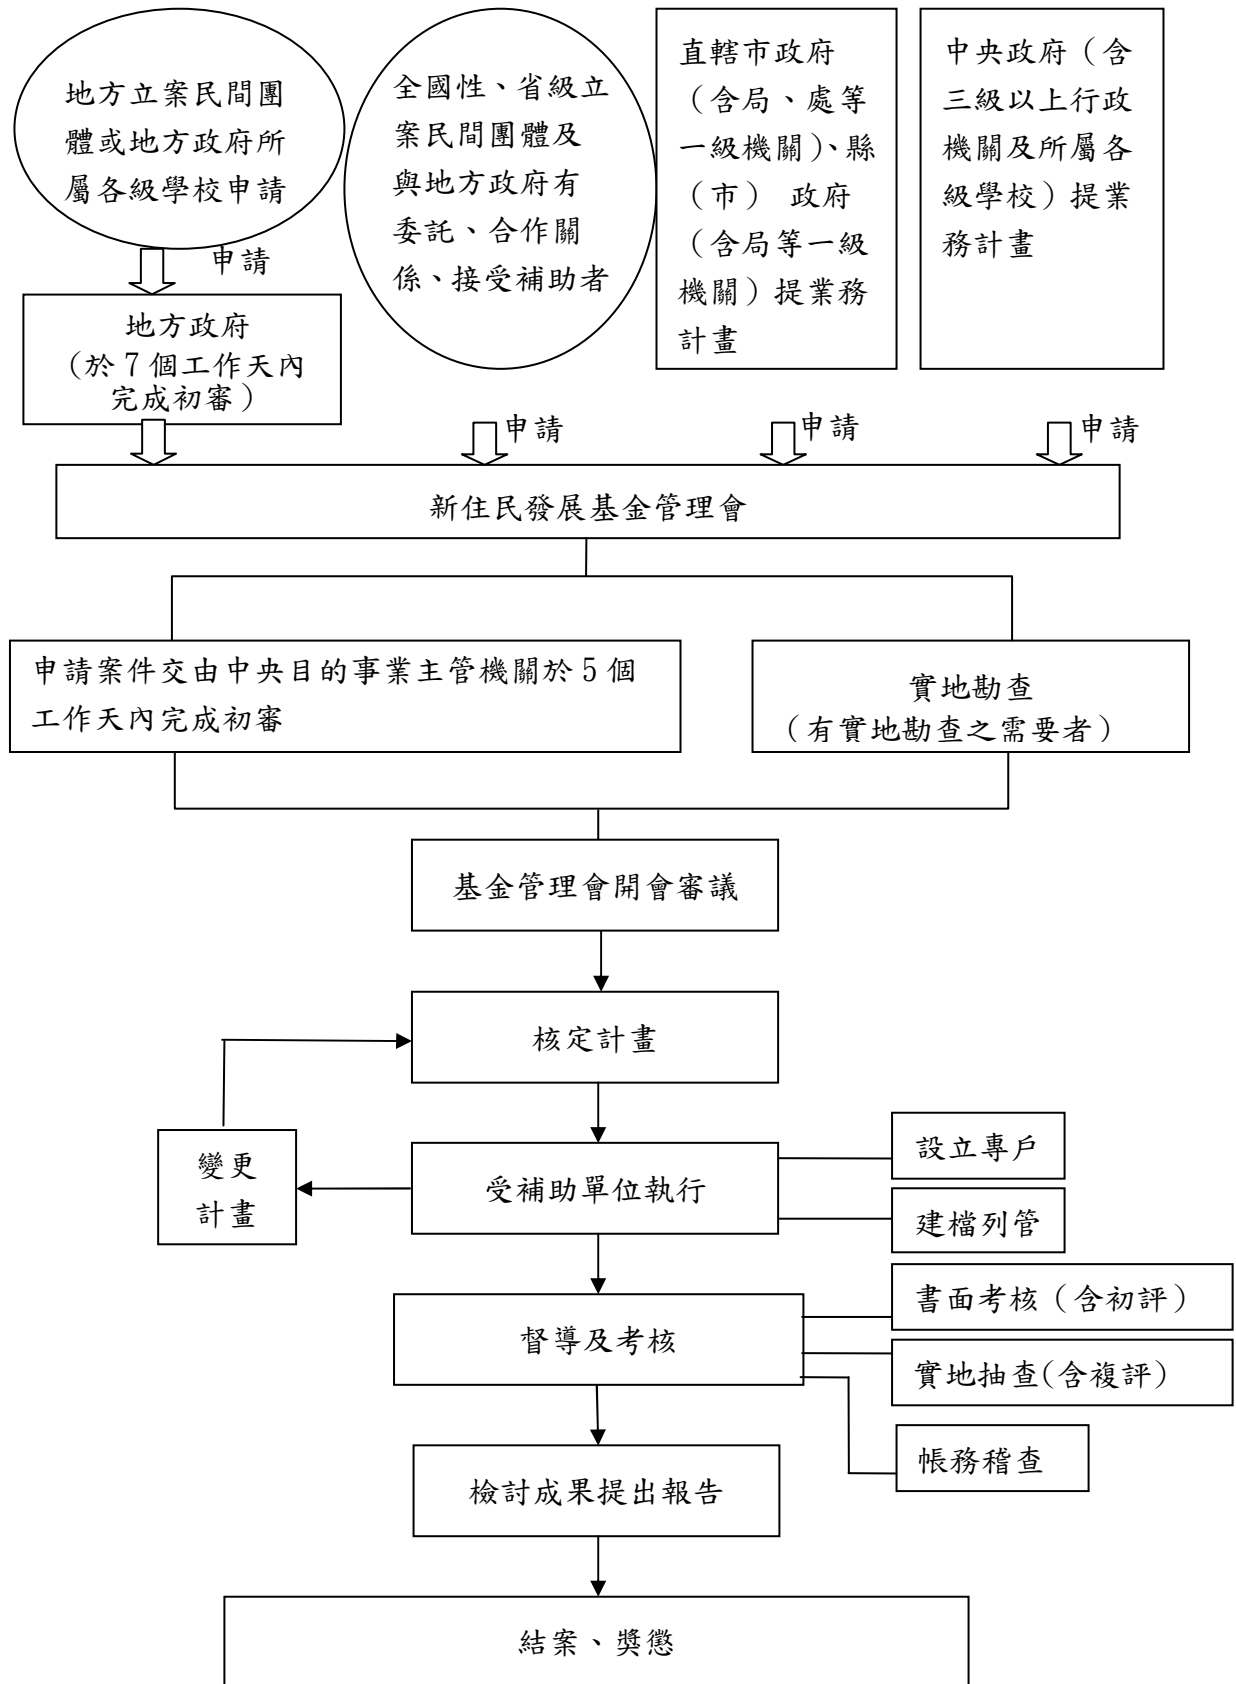 地方立案民間團
體或地方政府所
屬各級學校申請
申請
地方政府
(於7個工作天內
完成初審)
全國性、省級立
案民間團體及
與地方政府有
委託、合作關
係、接受補助者
申請
直轄市政府
(含局、處等
一級機關)、縣
(市) 政府
(含局等一級
機關)提業務
計畫
申請
中央政府(含
三級以上行政
機關及所屬各
級學校)提業
務計畫
申請
新住民發展基金管理會
申請案件交由中央目的事業主管機關於5個
工作天內完成初審
實地勘查
(有實地勘查之需要者)
基金管理會開會審議
核定計畫
變更
計畫
受補助單位執行
設立專戶
建檔列管
督導及考核
書面考核(含初評)
實地抽查(含複評)
帳務稽查
檢討成果提出報告
結案、獎懲